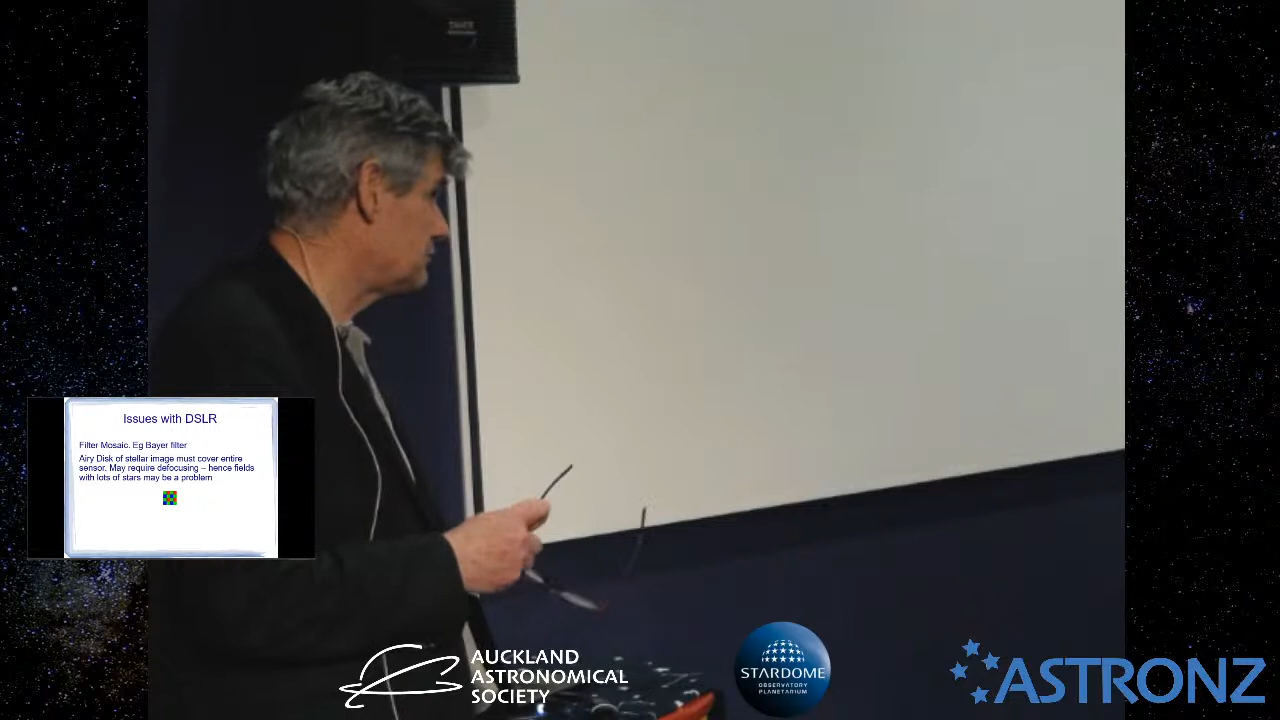 Issues with DSLR
Filter Mosaic. Eg Bayer filter
Airy Disk of stellar image must cover entire
sensor. May require defocusing – hence fields
with lots of stars may be a problem
AUCKLAND
ASTRONOMICAL
SOCIETY
STARDOME
OBSERVATORY
PLANETARIUM
ASTRONZ